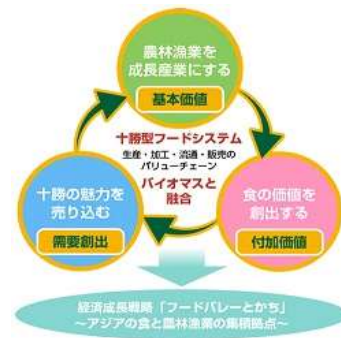 農林漁業を
成長産業にする
基本価値
十勝型フードシステム
生産・加工・流通・販売の
バリューチェーン
バイオマスと
融合
十勝の魅力を
売り込む
需要創出
食の価値を
創出する
付加価値
経済成長戦略「フードバレーとかち」
～アジアの食と農林漁業の集積拠点～